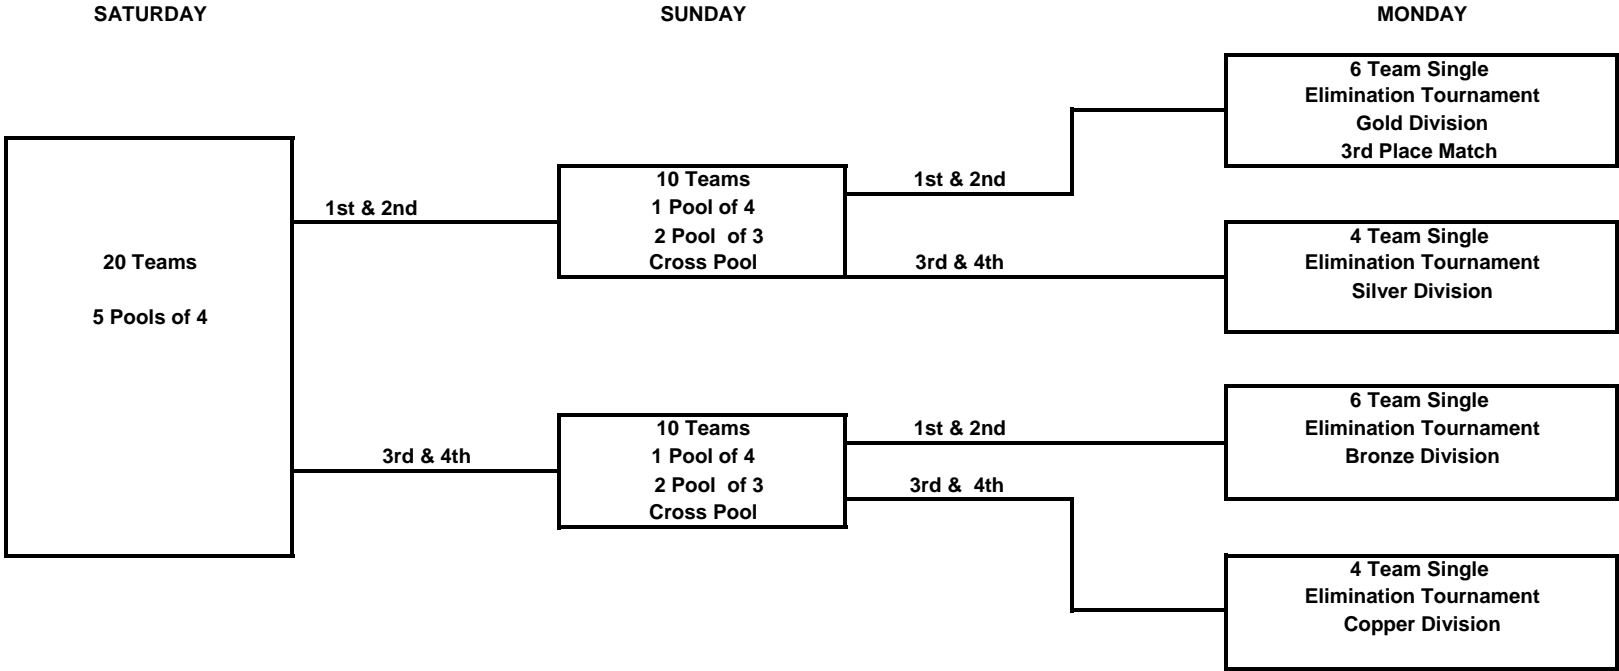 SATURDAY
SUNDAY
MONDAY
20 Teams
5 Pools of 4
1st & 2nd
3rd & 4th
10 Teams
1 Pool of 4
2 Pool of 3
Cross Pool
1st & 2nd
3rd & 4th
10 Teams
1 Pool of 4
2 Pool of 3
Cross Pool
1st & 2nd
3rd & 4th
6 Team Single
Elimination Tournament
Gold Division
3rd Place Match
4 Team Single
Elimination Tournament
Silver Division
6 Team Single
Elimination Tournament
Bronze Division
4 Team Single
Elimination Tournament
Copper Division